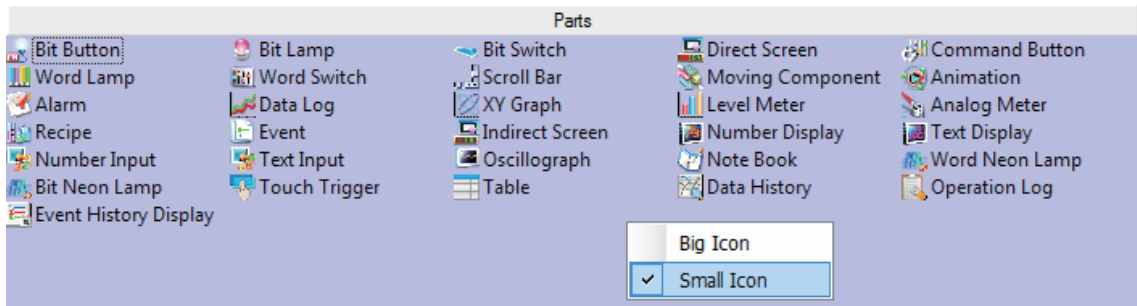 Parts
Bit Button Bit Lamp Bit Switch Direct Screen Command Button
Word Lamp Word Switch Scroll Bar Moving Component Animation
Alarm Data Log XY Graph Level Meter Analog Meter
Recipe Event Indirect Screen Number Display Text Display
Number Input Text Input Oscillograph Note Book Word Neon Lamp
Bit Neon Lamp Touch Trigger Table Data History Operation Log
Event History Display
Big Icon
Small Icon